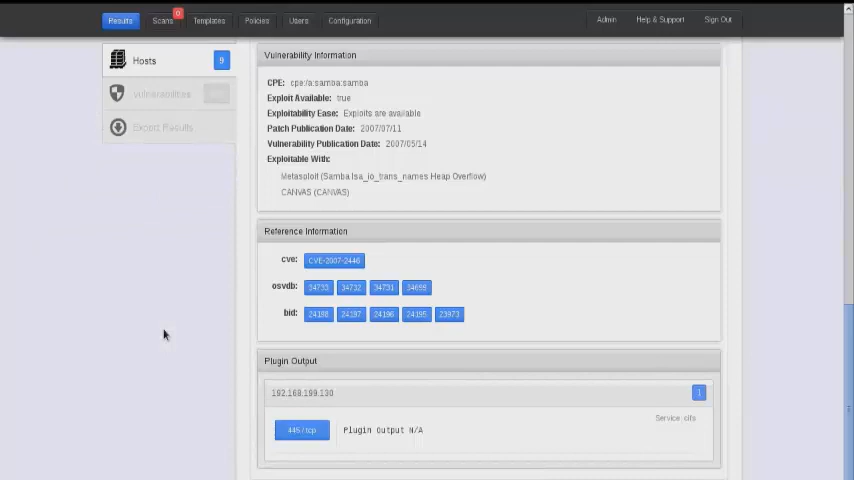 Results Scans 0 Templates Policies Users Configuration Admin Help & Support Sign Out
Hosts 9
Vulnerabilities
Export Results
Vulnerability Information
CPE: cpe:/a:samba:samba
Exploit Available: true
Exploitability Ease: Exploits are available
Patch Publication Date: 2007/07/11
Vulnerability Publication Date: 2007/05/14
Exploitable With:
Metasploit (Samba lsa_io_trans_names Heap Overflow)
CANVAS (CANVAS)
Reference Information
cve: CVE-2007-2446
osvdb: 34733 34732 34731 34699
bid: 24198 24197 24196 24195 23973
Plugin Output
192.168.199.130 1
Service: cifs
445 / tcp Plugin Output N/A